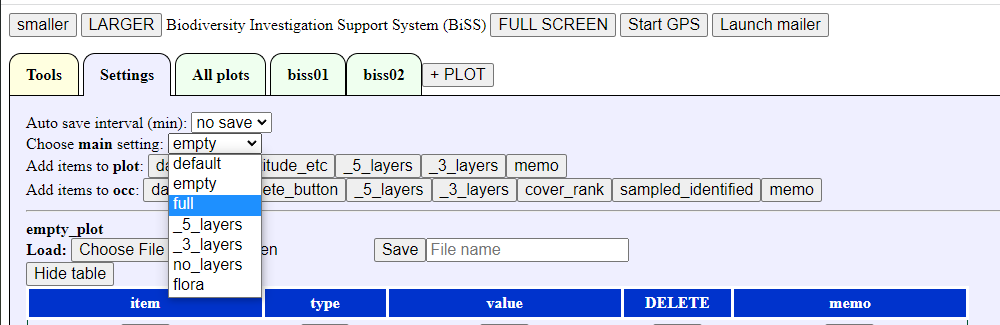 smaller LARGER Biodiversity Investigation Support System (BiSS) FULL SCREEN Start GPS Launch mailer
Tools Settings All plots biss01 biss02 + PLOT
Auto save interval (min): no save
Choose main setting: empty
Add items to plot: da itude_etc _5_layers _3_layers memo
Add items to occ: da ete_button _5_layers _3_layers cover_rank sampled_identified memo
default
empty
full
_5_layers
_3_layers
no_layers
flora
empty_plot
Load: Choose File en Save File name
Hide table
item type value DELETE memo